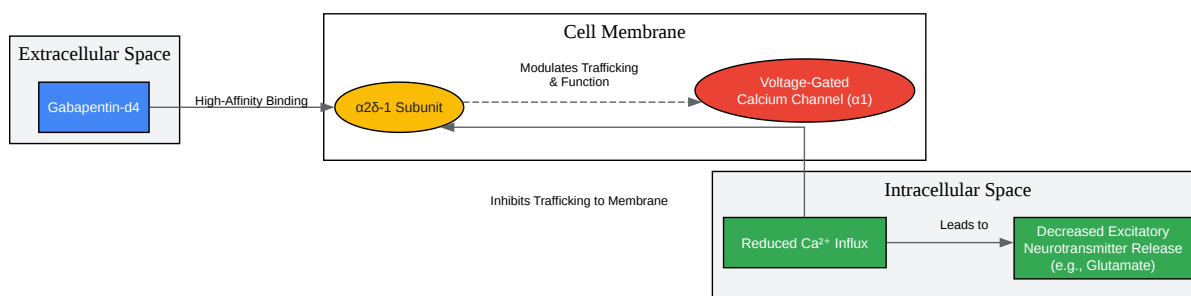 Extracellular Space
Gabapentin-d4
High-Affinity Binding
Cell Membrane
α2δ-1 Subunit
Modulates Trafficking
& Function
Voltage-Gated
Calcium Channel (α1)
Inhibits Trafficking to Membrane
Intracellular Space
Reduced Ca²⁺ Influx
Leads to
Decreased Excitatory
Neurotransmitter Release
(e.g., Glutamate)